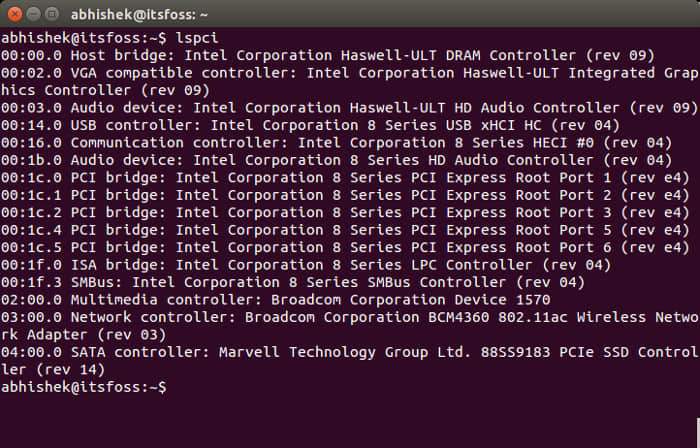 abhishek@itsfoss: ~
abhishek@itsfoss:~$ lspci
00:00.0 Host bridge: Intel Corporation Haswell-ULT DRAM Controller (rev 09)
00:02.0 VGA compatible controller: Intel Corporation Haswell-ULT Integrated Grap
hics Controller (rev 09)
00:03.0 Audio device: Intel Corporation Haswell-ULT HD Audio Controller (rev 09)
00:14.0 USB controller: Intel Corporation 8 Series USB xHCI HC (rev 04)
00:16.0 Communication controller: Intel Corporation 8 Series HECI #0 (rev 04)
00:1b.0 Audio device: Intel Corporation 8 Series HD Audio Controller (rev 04)
00:1c.0 PCI bridge: Intel Corporation 8 Series PCI Express Root Port 1 (rev e4)
00:1c.1 PCI bridge: Intel Corporation 8 Series PCI Express Root Port 2 (rev e4)
00:1c.2 PCI bridge: Intel Corporation 8 Series PCI Express Root Port 3 (rev e4)
00:1c.4 PCI bridge: Intel Corporation 8 Series PCI Express Root Port 5 (rev e4)
00:1c.5 PCI bridge: Intel Corporation 8 Series PCI Express Root Port 6 (rev e4)
00:1f.0 ISA bridge: Intel Corporation 8 Series LPC Controller (rev 04)
00:1f.3 SMBus: Intel Corporation 8 Series SMBus Controller (rev 04)
02:00.0 Multimedia controller: Broadcom Corporation Device 1570
03:00.0 Network controller: Broadcom Corporation BCM4360 802.11ac Wireless Netwo
rk Adapter (rev 03)
04:00.0 SATA controller: Marvell Technology Group Ltd. 88SS9183 PCIe SSD Control
ler (rev 14)
abhishek@itsfoss:~$